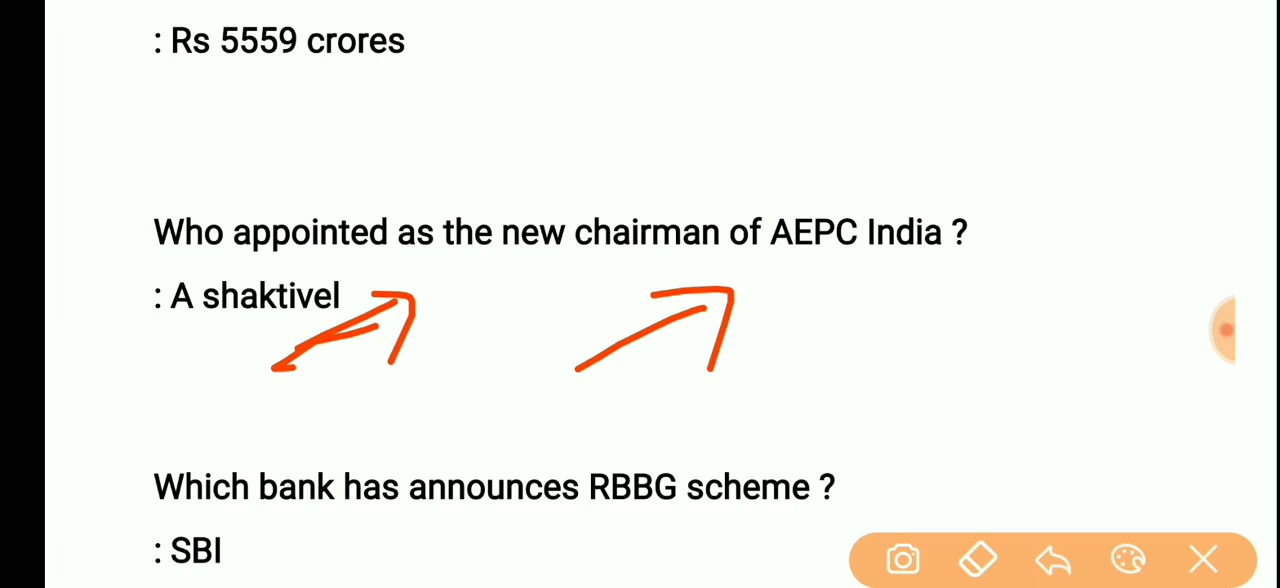 : Rs 5559 crores
Who appointed as the new chairman of AEPC India ?
: A shaktivel
Which bank has announces RBBG scheme ?
: SBI